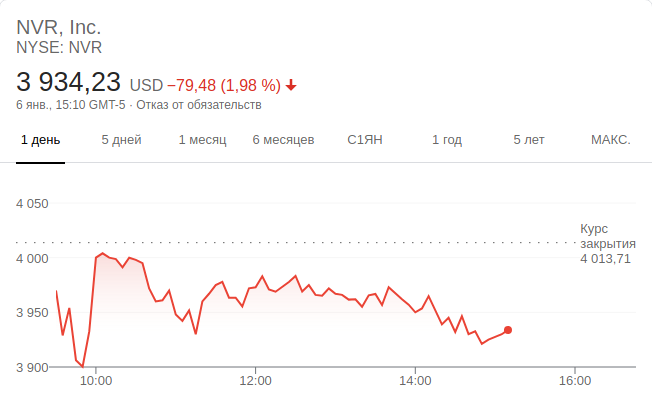 NVR, Inc.
NYSE: NVR
3 934,23 USD −79,48 (1,98 %)
6 янв., 15:10 GMT-5 · Отказ от обязательств
1 день 5 дней 1 месяц 6 месяцев С1ЯН 1 год 5 лет МАКС.
4 050
Курс
закрытия
4 013,71
4 000
3 950
3 900
10:00 12:00 14:00 16:00